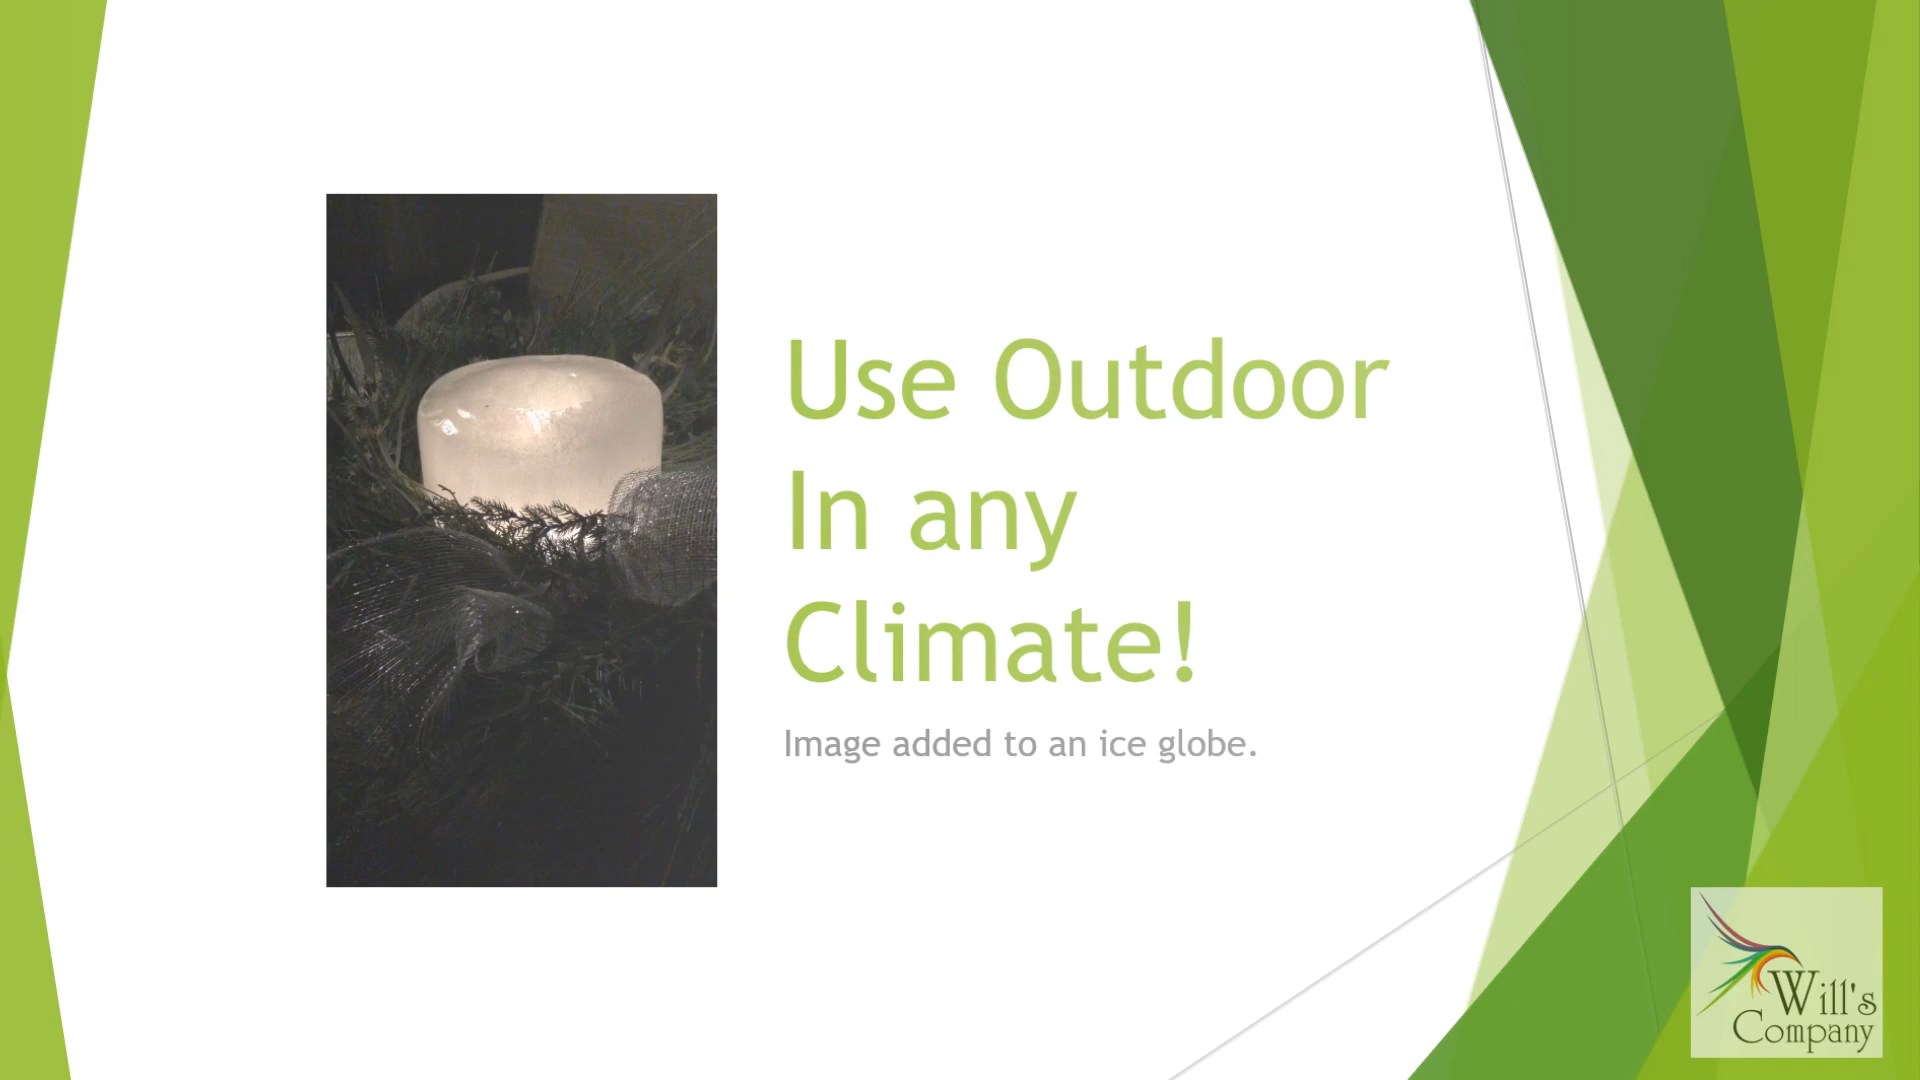 Use Outdoor
In any
Climate!
Image added to an ice globe.
Will's
Company